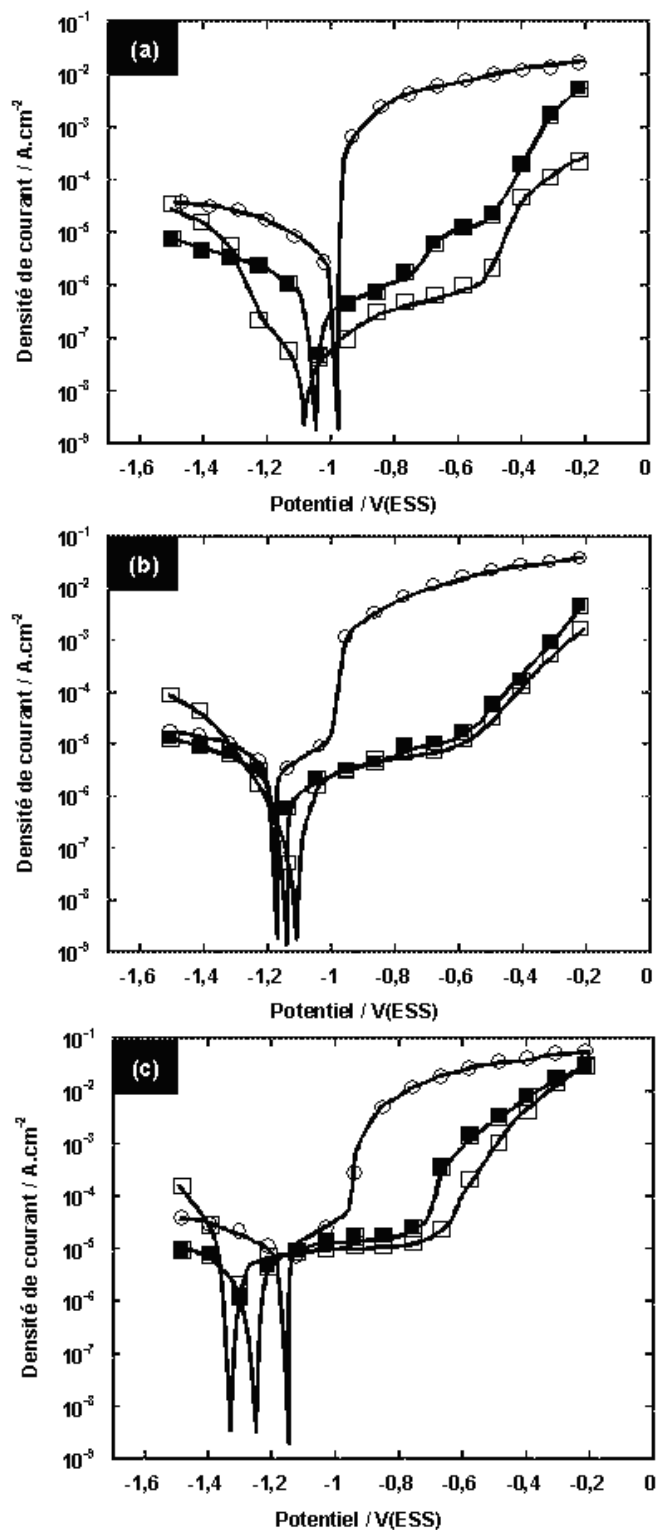 (a)
Densité de courant / A.cm⁻²
10⁻¹
10⁻²
10⁻³
10⁻⁴
10⁻⁵
10⁻⁶
10⁻⁷
10⁻⁸
10⁻⁹
-1,6 -1,4 -1,2 -1 -0,8 -0,6 -0,4 -0,2 0
Potentiel / V(ESS)
(b)
Densité de courant / A.cm⁻²
10⁻¹
10⁻²
10⁻³
10⁻⁴
10⁻⁵
10⁻⁶
10⁻⁷
10⁻⁸
10⁻⁹
-1,6 -1,4 -1,2 -1 -0,8 -0,6 -0,4 -0,2 0
Potentiel / V(ESS)
(c)
Densité de courant / A.cm⁻²
10⁻¹
10⁻²
10⁻³
10⁻⁴
10⁻⁵
10⁻⁶
10⁻⁷
10⁻⁸
10⁻⁹
-1,6 -1,4 -1,2 -1 -0,8 -0,6 -0,4 -0,2 0
Potentiel / V(ESS)